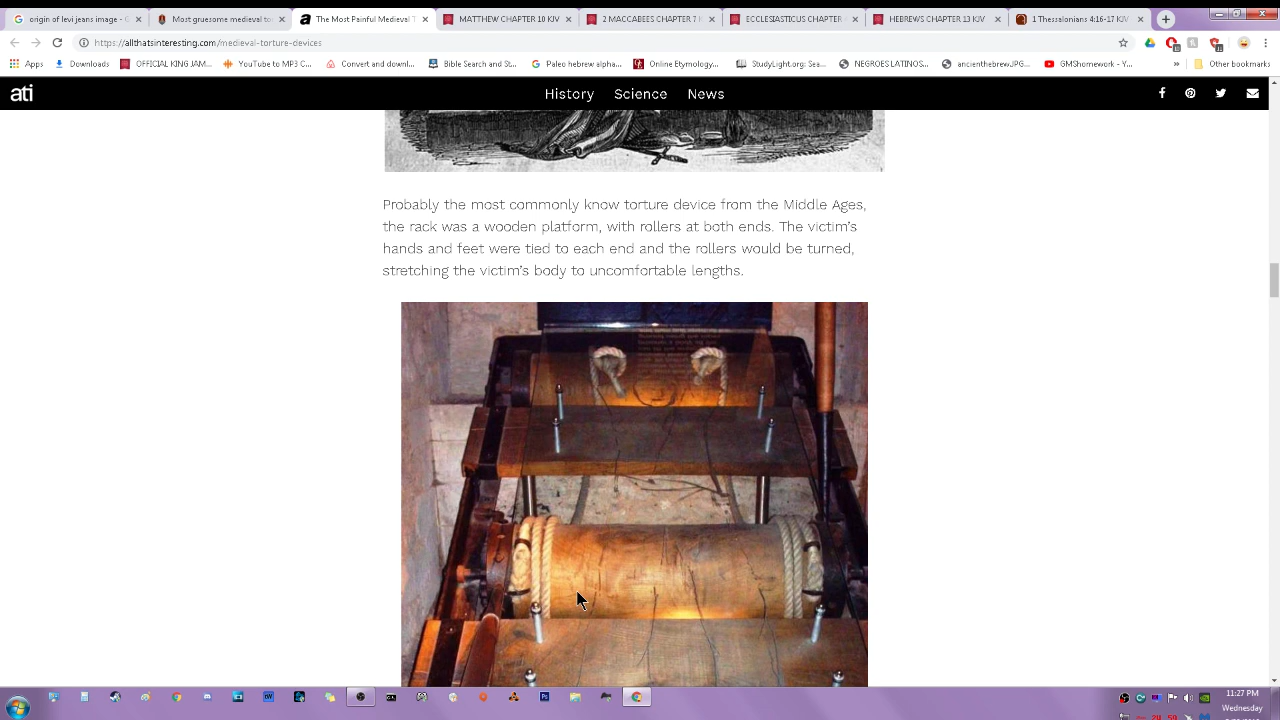 origin of levi jeans image - G
Most gruesome medieval to
The Most Painful Medieval T
MATTHEW CHAPTER
2 MACCABEES CHAPTER 7
ECCLESIASTICUS CHAPTER
HEBREWS CHAPTER 13 KJV
1 Thessalonians 4:16-17 KJV
https://allthatsinteresting.com/medieval-torture-devices
Apps
Downloads
OFFICIAL KING JAM...
YouTube to MP3 C...
Convert and downl...
Bible Search and St...
Paleo hebrew alpha...
Online Etymology...
StudyLight.org: Sea...
NEGROES LATINOS...
ancienthebrew.JPG...
GMShomework - Y...
Other bookmarks
ati
History
Science
News
Probably the most commonly know torture device from the Middle Ages,
the rack was a wooden platform, with rollers at both ends. The victim's
hands and feet were tied to each end and the rollers would be turned,
stretching the victim's body to uncomfortable lengths.
11:27 PM
Wednesday